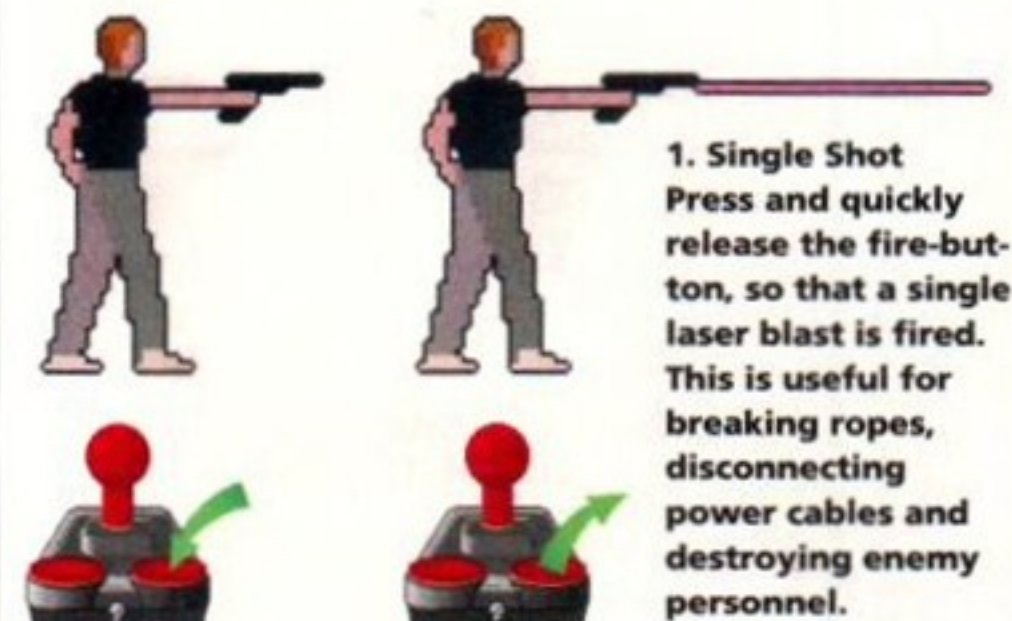 1. Single Shot
Press and quickly
release the fire-but-
ton, so that a single
laser blast is fired.
This is useful for
breaking ropes,
disconnecting
power cables and
destroying enemy
personnel.